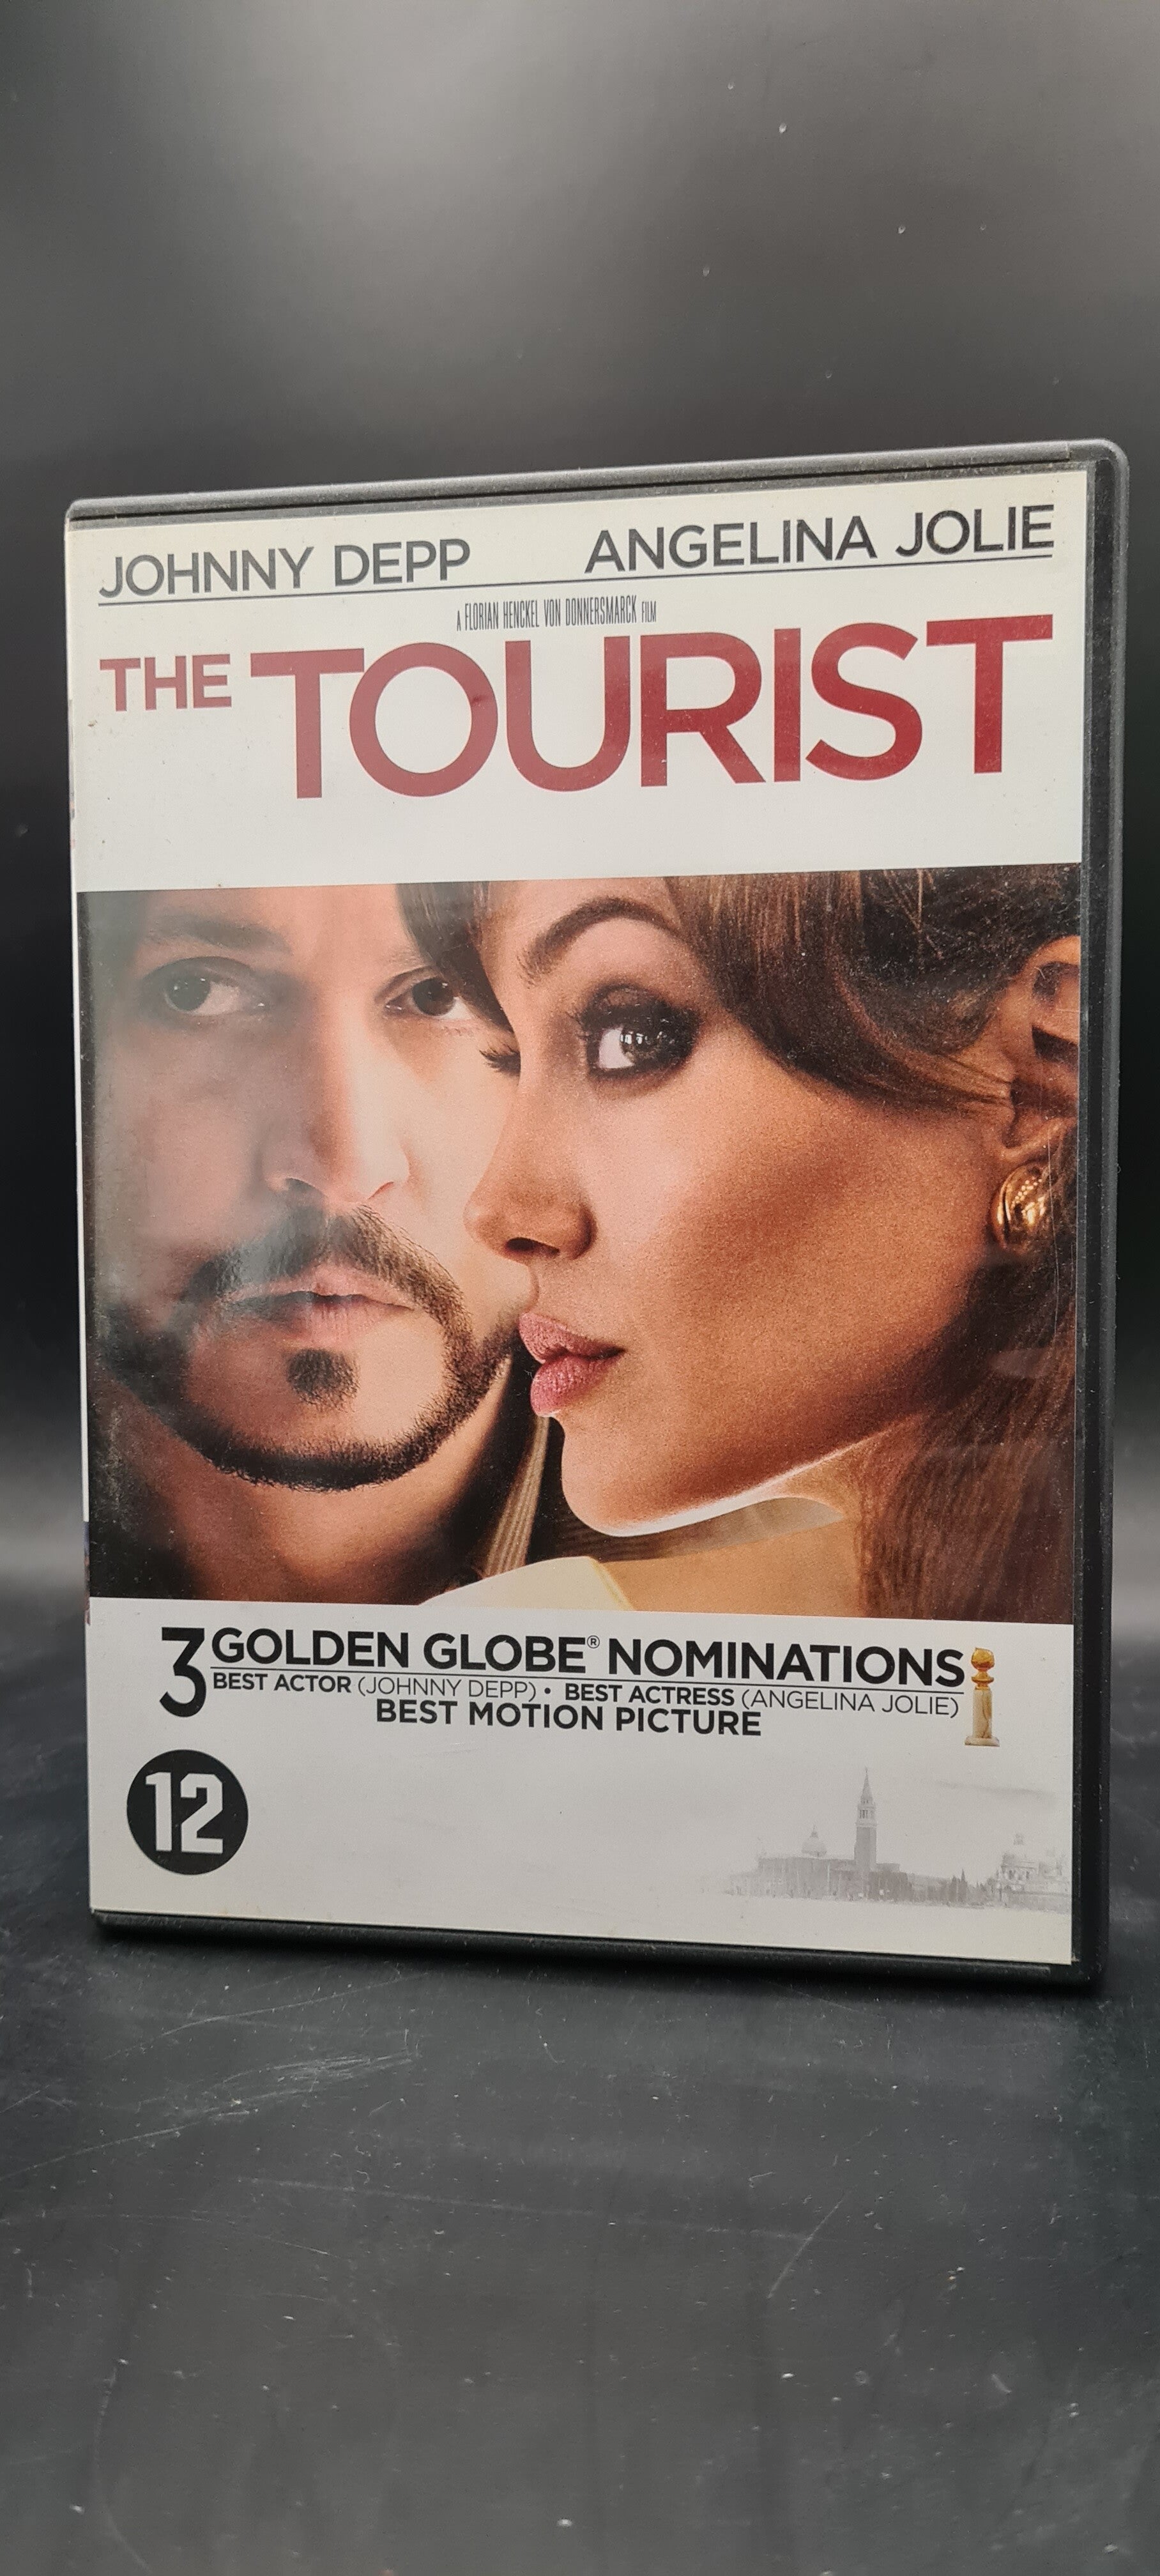 JOHNNY DEPP ANGELINA JOLIE
A FLORIAN HENCKEL VON DONNERSMARCK FILM
THE TOURIST
3 GOLDEN GLOBE® NOMINATIONS
BEST ACTOR (JOHNNY DEPP) • BEST ACTRESS (ANGELINA JOLIE)
BEST MOTION PICTURE
12